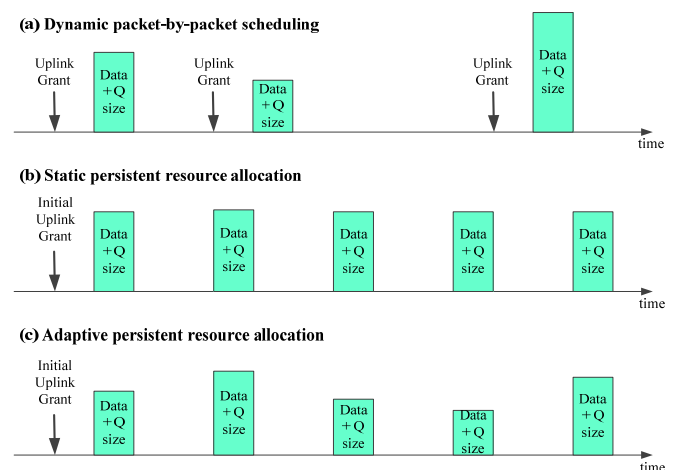 (a) Dynamic packet-by-packet scheduling
Uplink
Grant
Data
+Q
size
Uplink
Grant
Data
+Q
size
Uplink
Grant
Data
+Q
size
time
(b) Static persistent resource allocation
Initial
Uplink
Grant
Data
+Q
size
Data
+Q
size
Data
+Q
size
Data
+Q
size
Data
+Q
size
time
(c) Adaptive persistent resource allocation
Initial
Uplink
Grant
Data
+Q
size
Data
+Q
size
Data
+Q
size
Data
+Q
size
Data
+Q
size
time